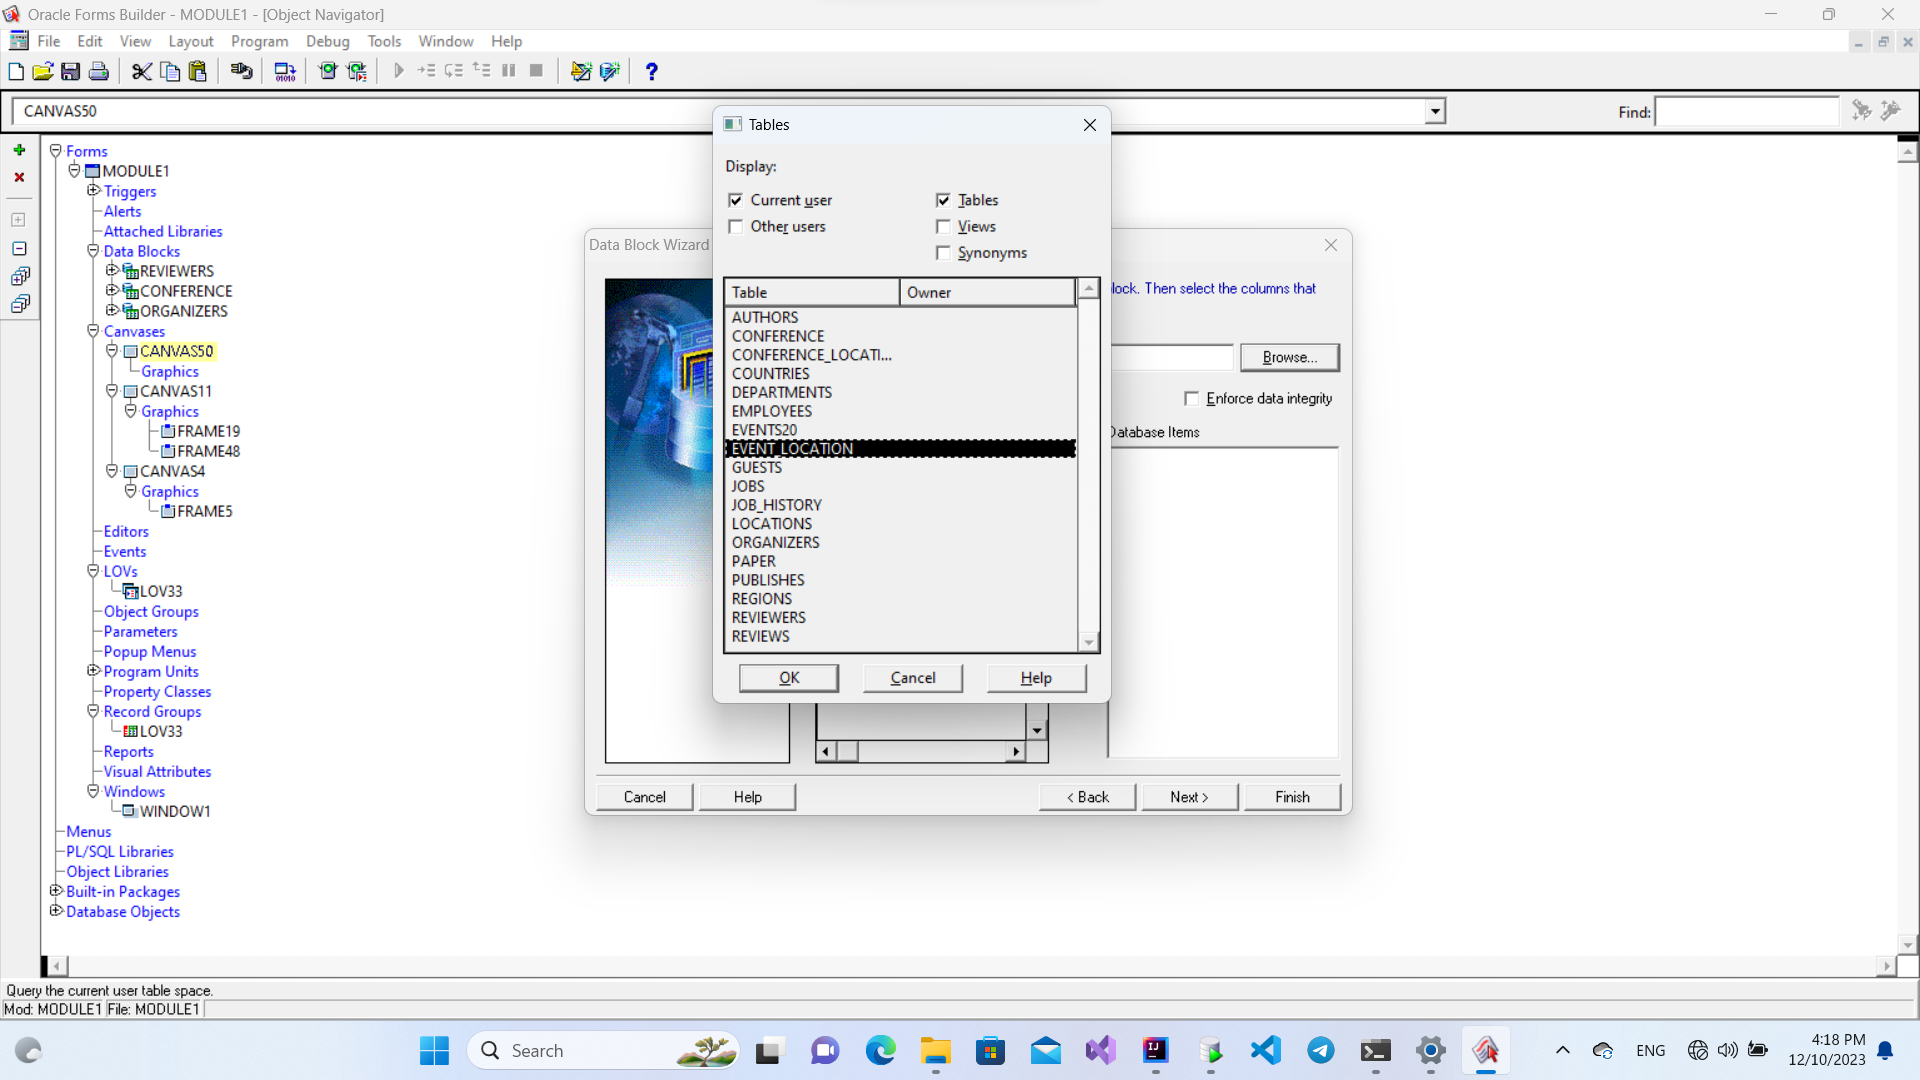 Oracle Forms Builder - MODULE1 - [Object Navigator]
File Edit View Layout Program Debug Tools Window Help
CANVAS50
Find:
Forms
MODULE1
Triggers
Alerts
Attached Libraries
Data Blocks
REVIEWERS
CONFERENCE
ORGANIZERS
Canvases
CANVAS50
Graphics
CANVAS11
Graphics
FRAME19
FRAME48
CANVAS4
Graphics
FRAME5
Editors
Events
LOVs
LOV33
Object Groups
Parameters
Popup Menus
Program Units
Property Classes
Record Groups
LOV33
Reports
Visual Attributes
Windows
WINDOW1
Menus
PL/SQL Libraries
Object Libraries
Built-in Packages
Database Objects
Data Block Wizard
lock. Then select the columns that
Browse...
Enforce data integrity
Database Items
Cancel Help < Back Next > Finish
Tables
Display:
Current user Tables
Other users Views
Synonyms
Table Owner
AUTHORS
CONFERENCE
CONFERENCE_LOCATI...
COUNTRIES
DEPARTMENTS
EMPLOYEES
EVENTS20
EVENT_LOCATION
GUESTS
JOBS
JOB_HISTORY
LOCATIONS
ORGANIZERS
PAPER
PUBLISHES
REGIONS
REVIEWERS
REVIEWS
OK Cancel Help
Query the current user table space.
Mod: MODULE1 File: MODULE1
Search
ENG
4:18 PM
12/10/2023